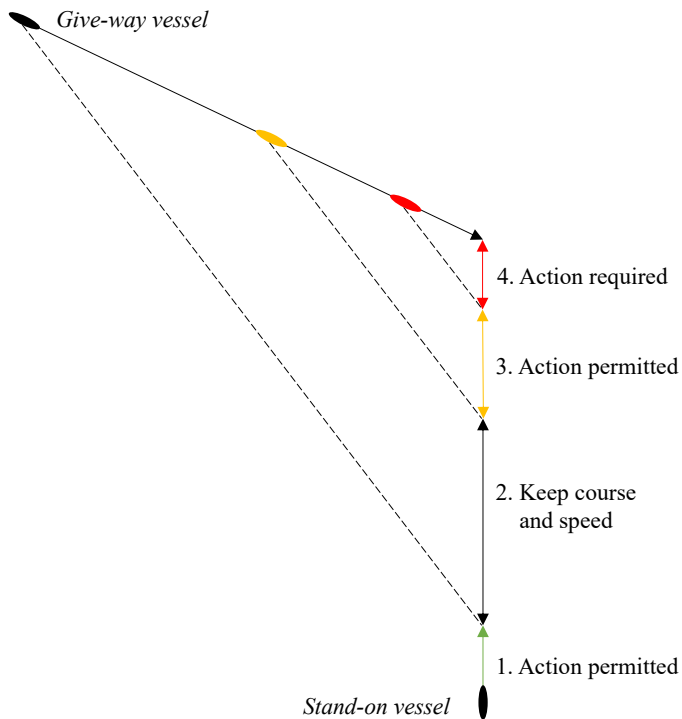 Give-way vessel
4. Action required
3. Action permitted
2. Keep course
and speed
1. Action permitted
Stand-on vessel